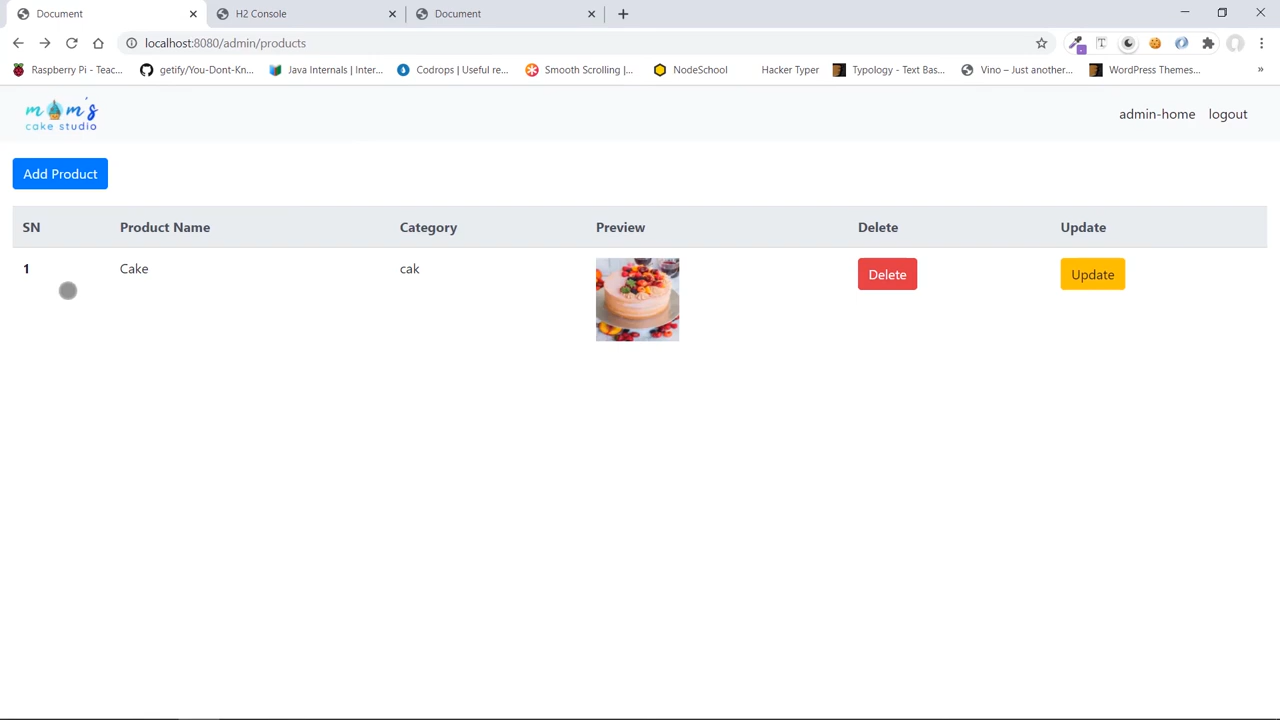 Document
H2 Console
Document
localhost:8080/admin/products
Raspberry Pi - Teac...
getify/You-Dont-Kn...
Java Internals | Inter...
Codrops | Useful re...
Smooth Scrolling |...
NodeSchool
Hacker Typer
Typology - Text Bas...
Vino – Just another...
WordPress Themes...
»
mom's
cake studio
admin-home
logout
Add Product
SN Product Name Category Preview Delete Update
1 Cake cak Delete Update